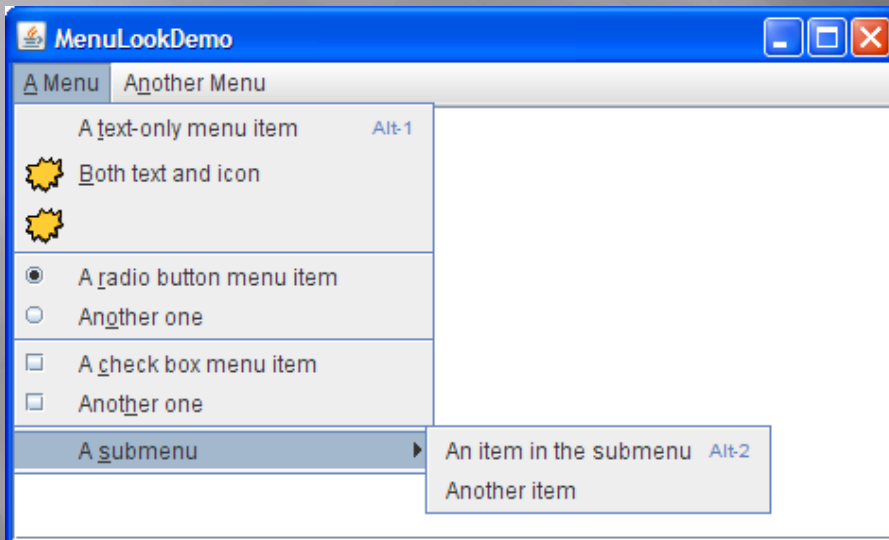 MenuLookDemo
A Menu Another Menu
A text-only menu item Alt-1
Both text and icon
A radio button menu item
Another one
A check box menu item
Another one
A submenu
An item in the submenu Alt-2
Another item